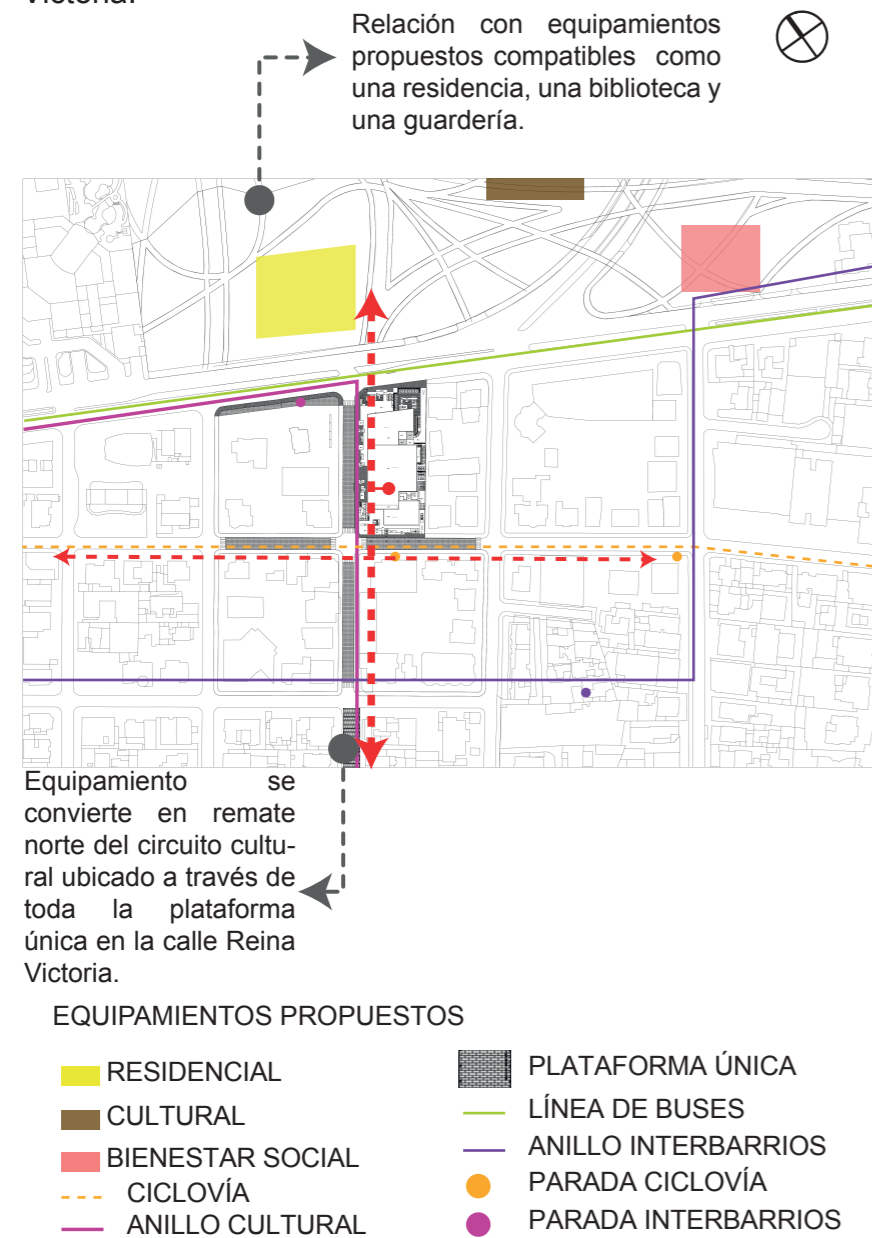 Victoria.
Relación con equipamientos
propuestos compatibles como
una residencia, una biblioteca y
una guardería.
Equipamiento se
convierte en remate
norte del circuito cultu-
ral ubicado a través de
toda la plataforma
única en la calle Reina
Victoria.
EQUIPAMIENTOS PROPUESTOS
RESIDENCIAL
CULTURAL
BIENESTAR SOCIAL
CICLOVÍA
ANILLO CULTURAL
PLATAFORMA ÚNICA
LÍNEA DE BUSES
ANILLO INTERBARRIOS
PARADA CICLOVÍA
PARADA INTERBARRIOS